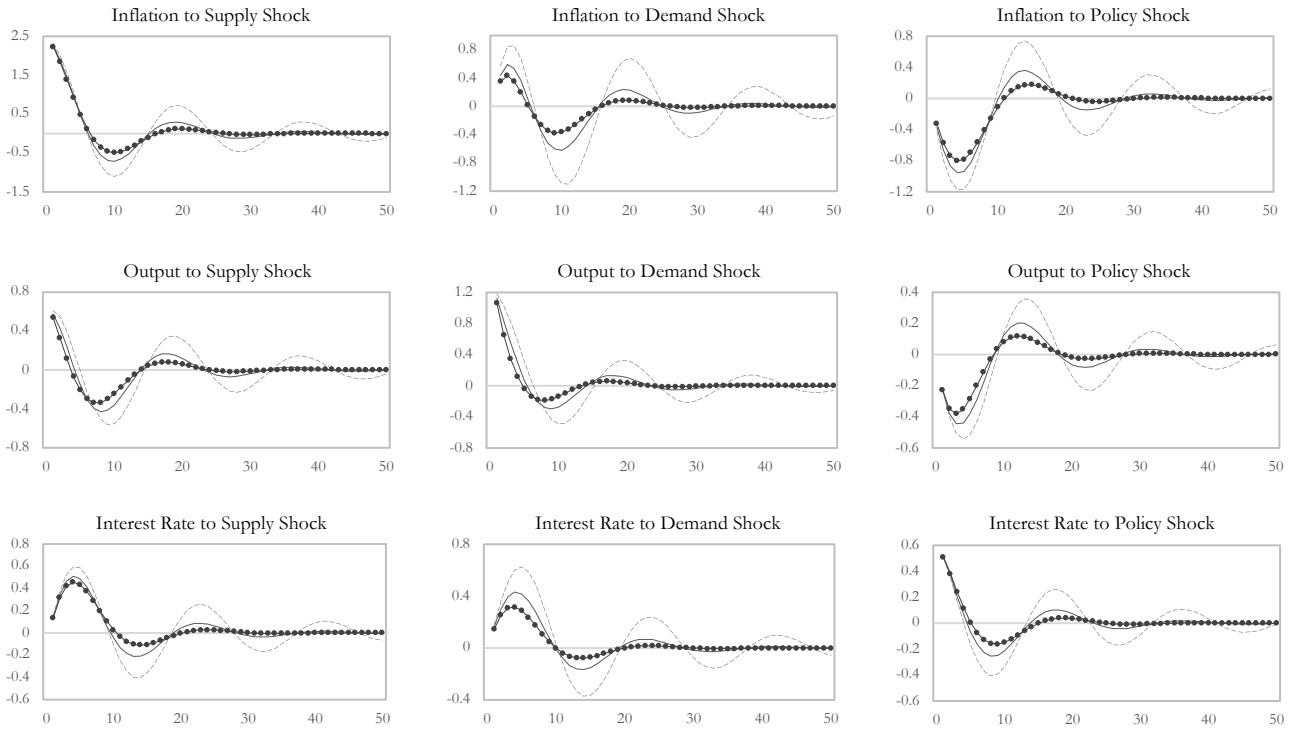 Inflation to Supply Shock
2.5
1.5
0.5
-0.5
-1.5
0 10 20 30 40 50
Inflation to Demand Shock
0.8
0.4
0
-0.4
-0.8
-1.2
0 10 20 30 40 50
Inflation to Policy Shock
0.8
0.4
0
-0.4
-0.8
-1.2
0 10 20 30 40 50
Output to Supply Shock
0.8
0.4
0
-0.4
-0.8
0 10 20 30 40 50
Output to Demand Shock
1.2
0.8
0.4
0
-0.4
-0.8
0 10 20 30 40 50
Output to Policy Shock
0.4
0.2
0
-0.2
-0.4
-0.6
0 10 20 30 40 50
Interest Rate to Supply Shock
0.8
0.6
0.4
0.2
0
-0.2
-0.4
-0.6
0 10 20 30 40 50
Interest Rate to Demand Shock
0.8
0.4
0
-0.4
0 10 20 30 40 50
Interest Rate to Policy Shock
0.6
0.4
0.2
0
-0.2
-0.4
-0.6
0 10 20 30 40 50